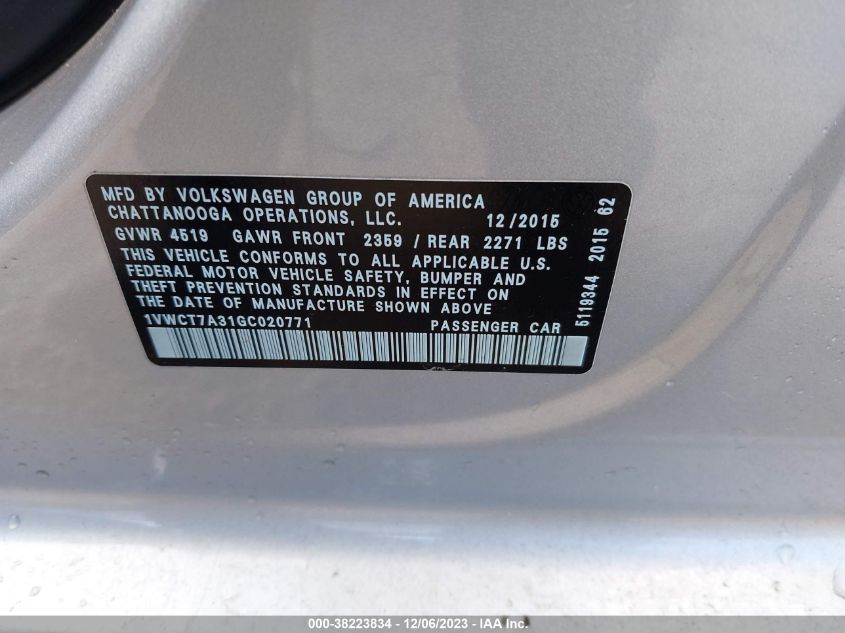 MFD BY VOLKSWAGEN GROUP OF AMERICA
CHATTANOOGA OPERATIONS, LLC. 12/2015
GVWR 4519 GAWR FRONT 2359 / REAR 2271 LBS
THIS VEHICLE CONFORMS TO ALL APPLICABLE U.S.
FEDERAL MOTOR VEHICLE SAFETY, BUMPER AND
THEFT PREVENTION STANDARDS IN EFFECT ON
THE DATE OF MANUFACTURE SHOWN ABOVE
1VWCT7A31GC020771 PASSENGER CAR
5119344 2015 62
000-38223834 - 12/06/2023 - IAA Inc.